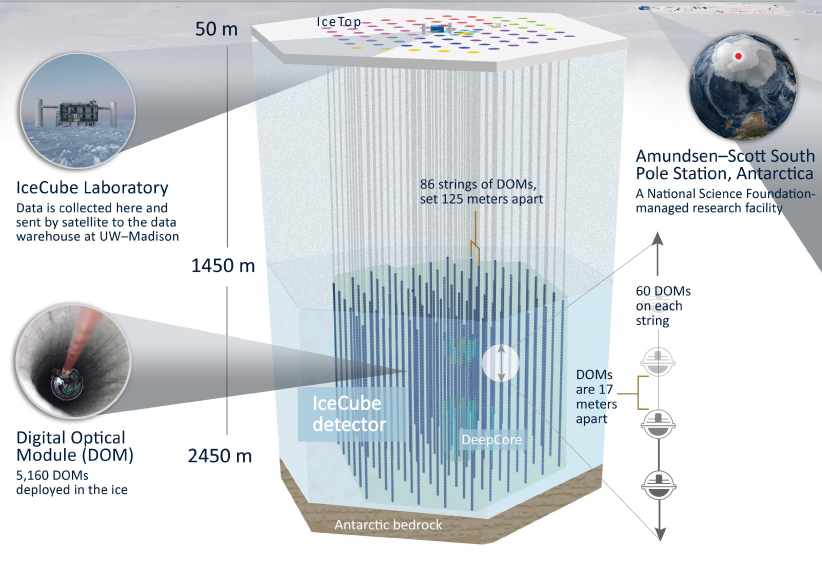 50 m
IceTop
IceCube Laboratory
Data is collected here and
sent by satellite to the data
warehouse at UW–Madison
Amundsen–Scott South
Pole Station, Antarctica
A National Science Foundation-
managed research facility
86 strings of DOMs,
set 125 meters apart
1450 m
60 DOMs
on each
string
DOMs
are 17
meters
apart
IceCube
detector
DeepCore
Digital Optical
Module (DOM)
5,160 DOMs
deployed in the ice
2450 m
Antarctic bedrock